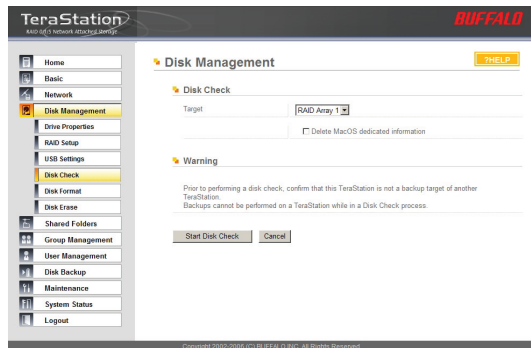 TeraStation
RAID 0/1/5 Network Attached Storage
BUFFALO
Home
Basic
Network
Disk Management
Drive Properties
RAID Setup
USB Settings
Disk Check
Disk Format
Disk Erase
Shared Folders
Group Management
User Management
Disk Backup
Maintenance
System Status
Logout
Disk Management
?HELP
Disk Check
Target
RAID Array 1
Delete MacOS dedicated information
Warning
Prior to performing a disk check, confirm that this TeraStation is not a backup target of another
TeraStation.
Backups cannot be performed on a TeraStation while in a Disk Check process.
Start Disk Check
Cancel
Copyright 2002-2006 (C) BUFFALO INC. All Rights Reserved.